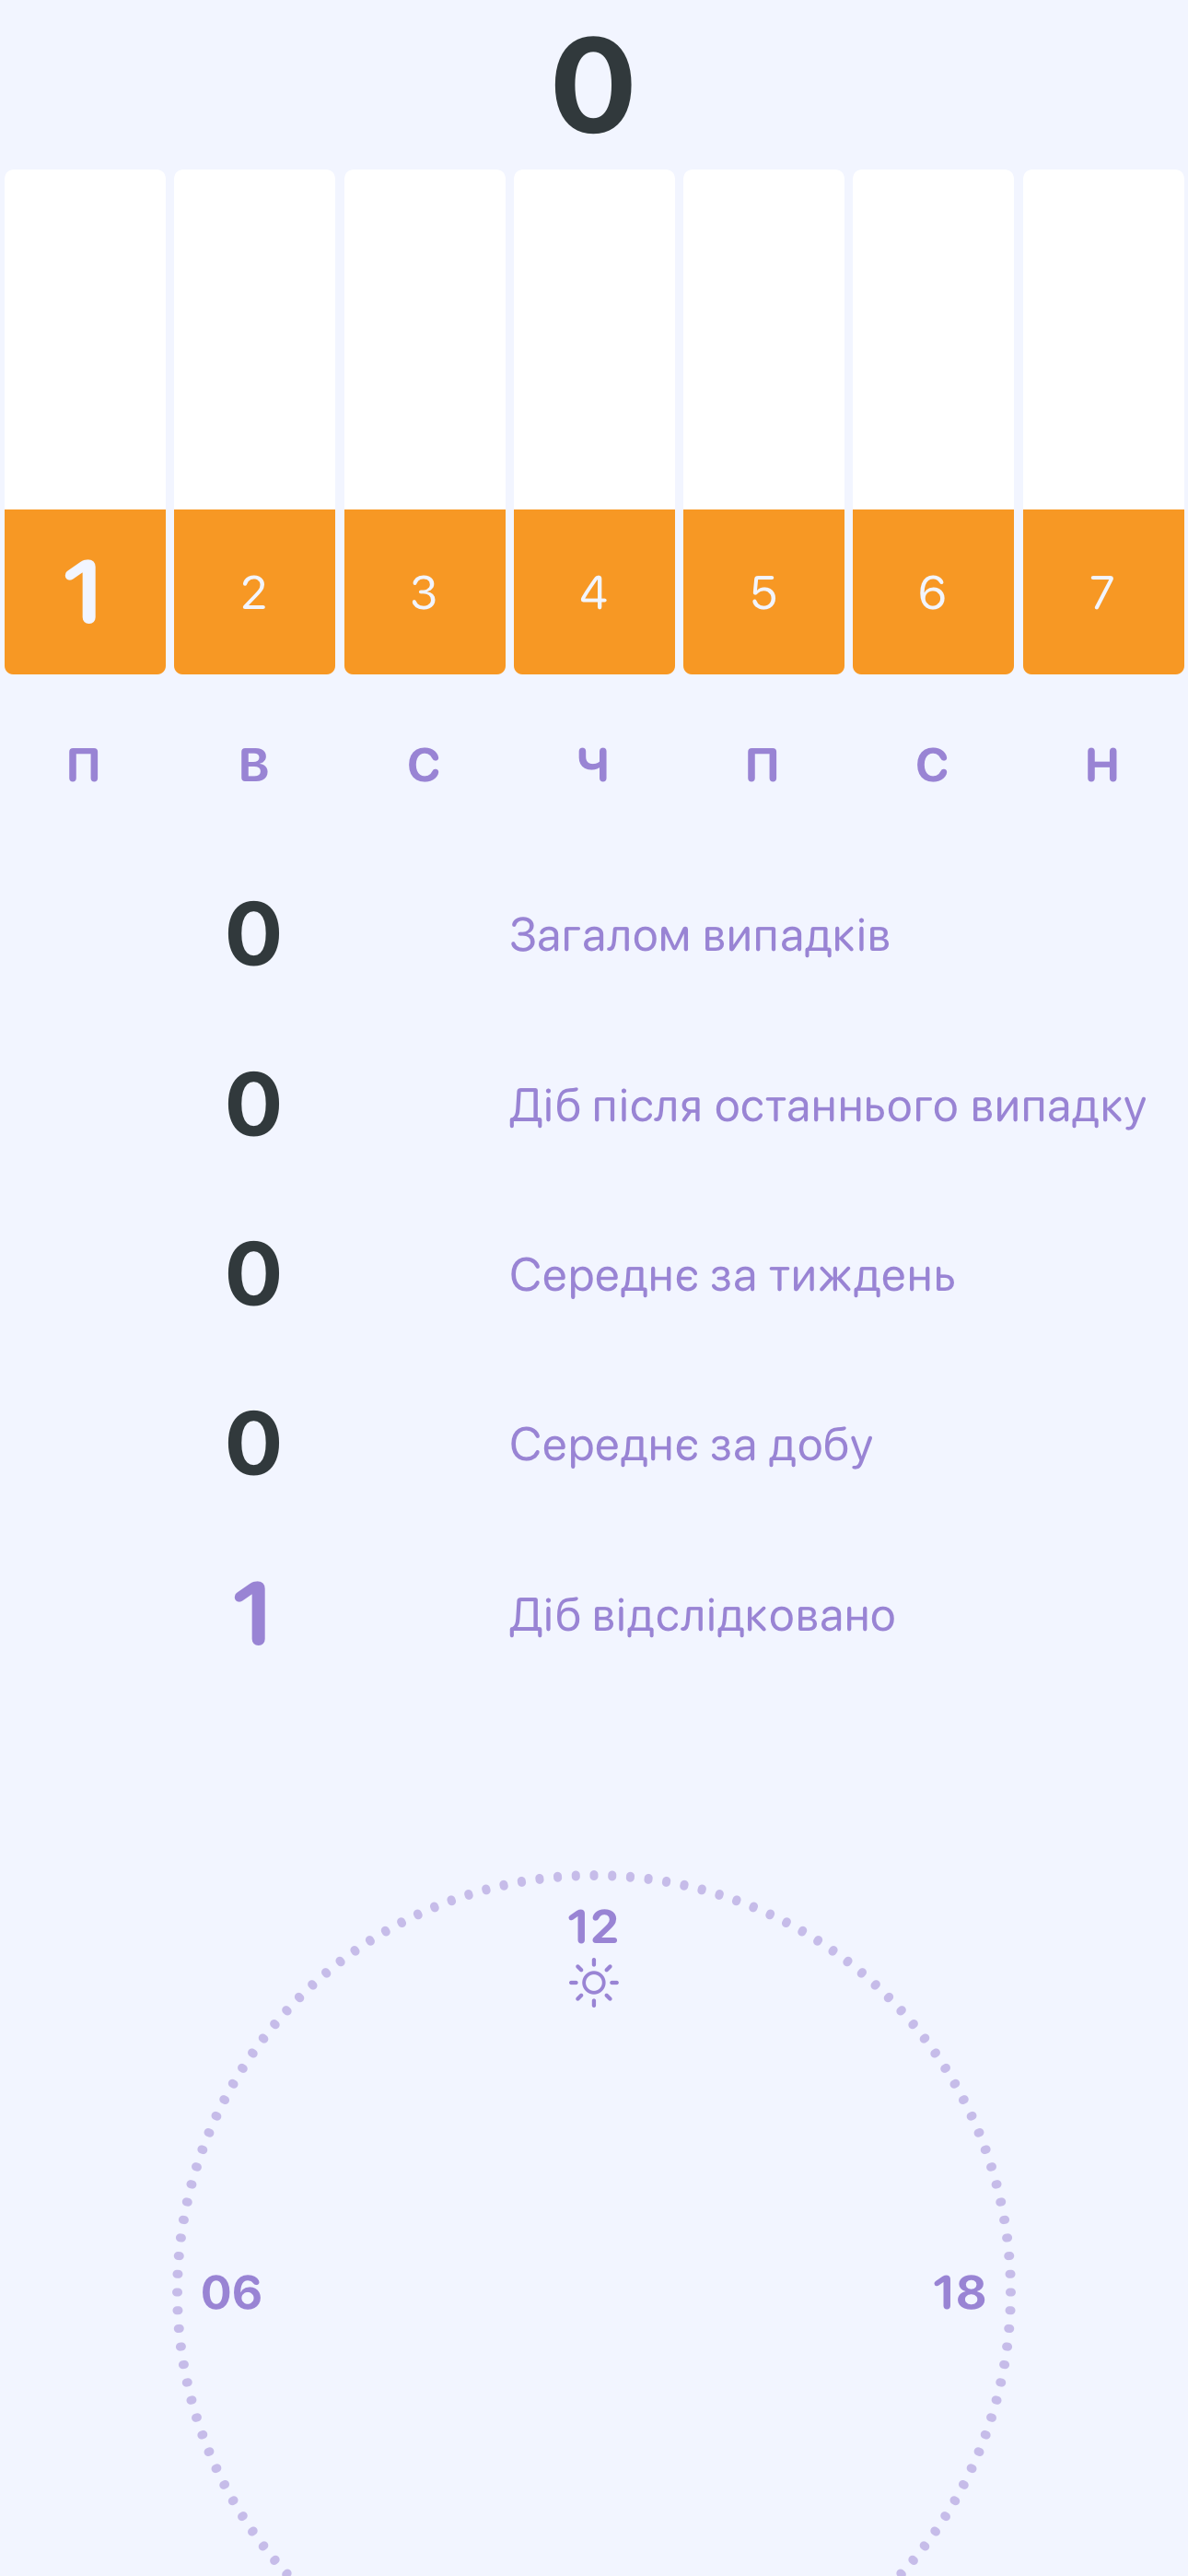 0
1 2 3 4 5 6 7
п в с ч п с н
0 Загалом випадків
0 Діб після останнього випадку
0 Середнє за тиждень
0 Середнє за добу
1 Діб відслідковано
12
06 18